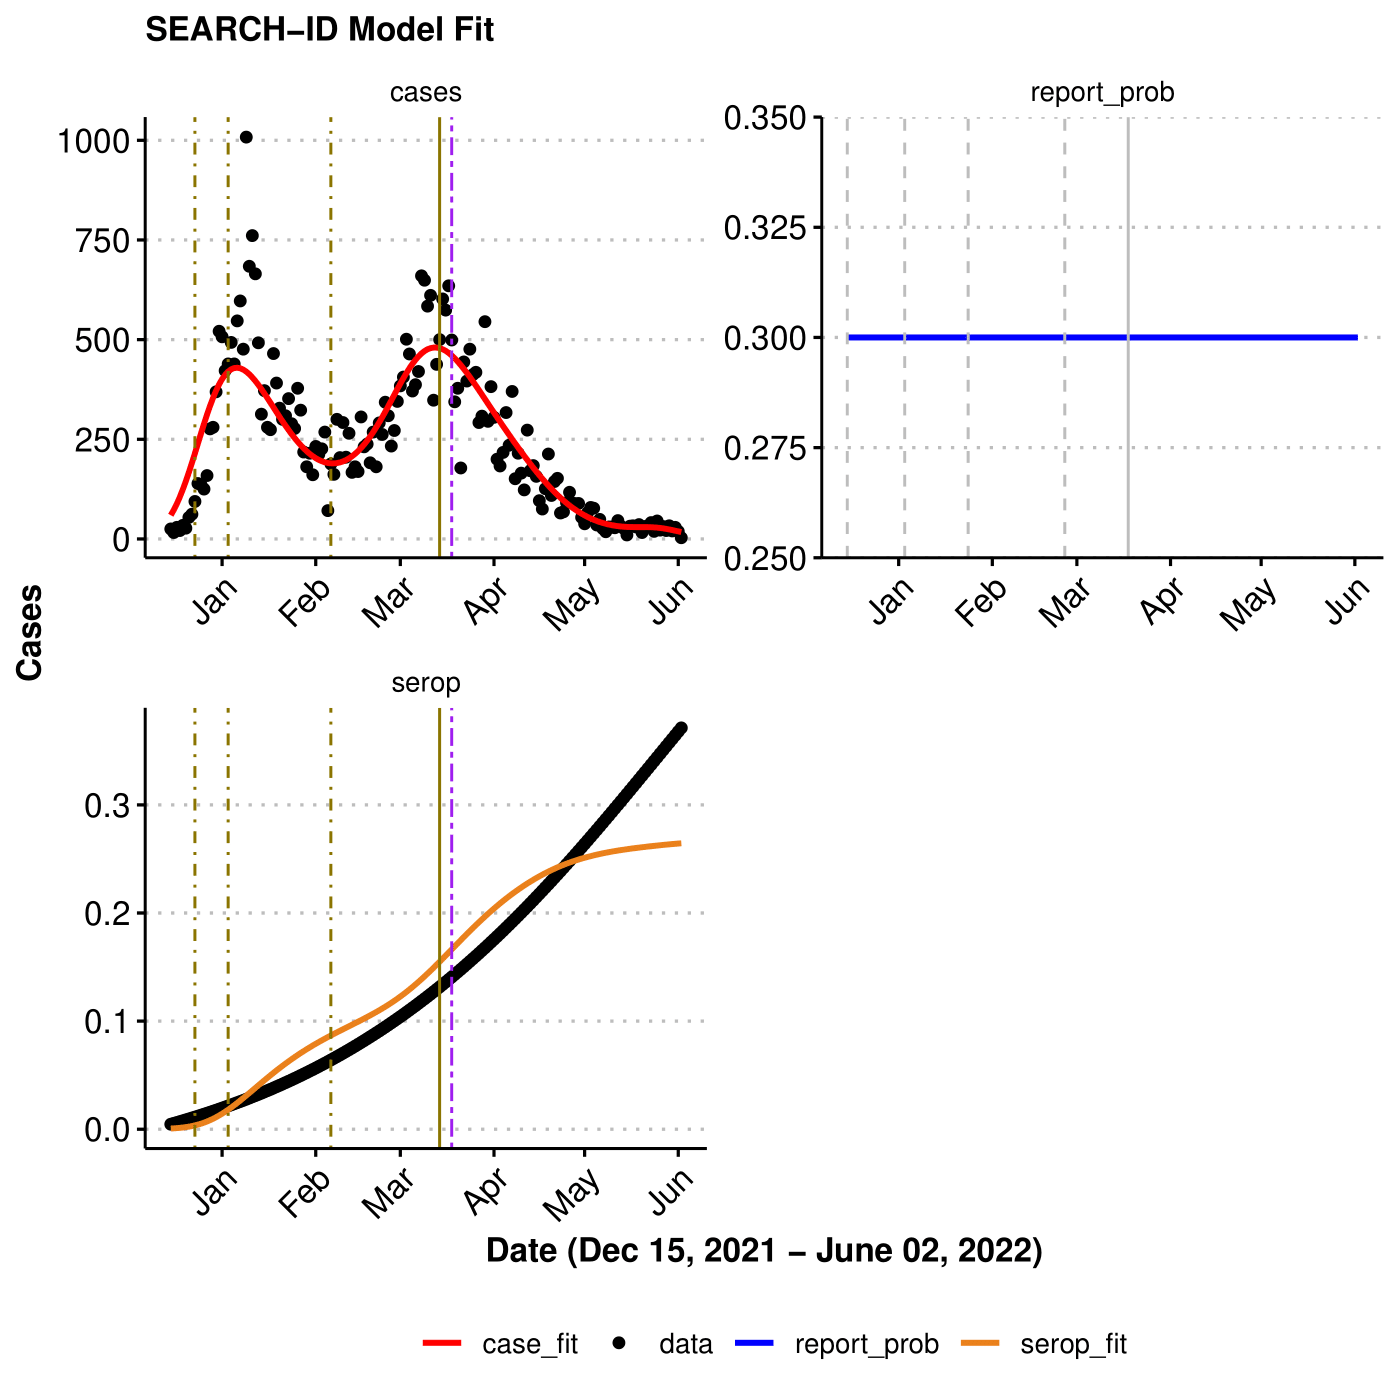 SEARCH−ID Model Fit
cases
1000
750
500
250
0
Jan
Feb
Mar
Apr
May
Jun
report_prob
0.350
0.325
0.300
0.275
0.250
Jan
Feb
Mar
Apr
May
Jun
Cases
serop
0.3
0.2
0.1
0.0
Jan
Feb
Mar
Apr
May
Jun
Date (Dec 15, 2021 − June 02, 2022)
case_fit data report_prob serop_fit